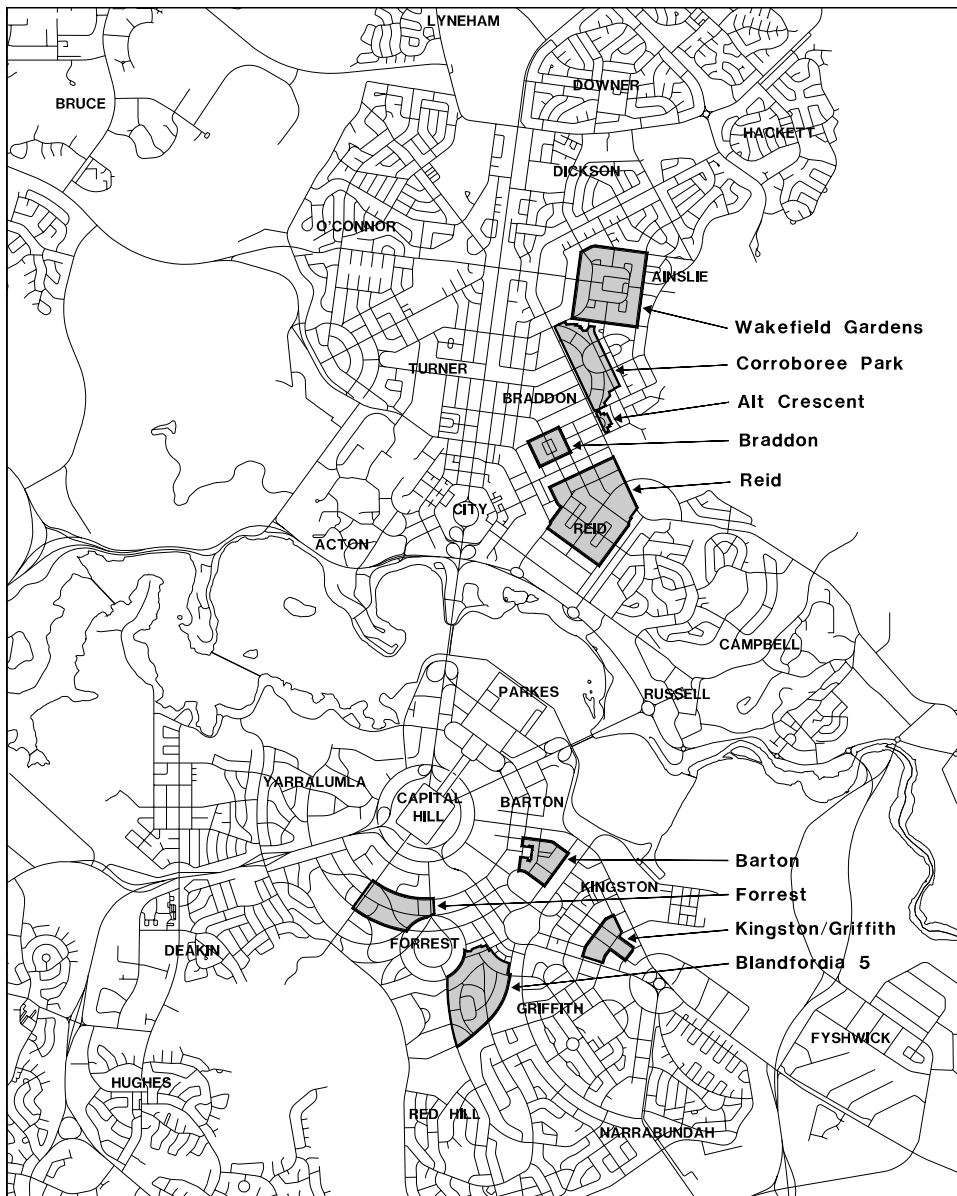 LYNEHAM
DOWNER
BRUCE
HACKETT
DICKSON
O'CONNOR
AINSLIE
Wakefield Gardens
Corroboree Park
TURNER
BRADDON
Alt Crescent
Braddon
Reid
CITY
REID
ACTON
CAMPBELL
PARKES
RUSSELL
YARRALUMLA
CAPITAL
HILL
BARTON
Barton
KINGSTON
Forrest
Kingston/Griffith
FORREST
DEAKIN
Blandfordia 5
GRIFFITH
FYSHWICK
HUGHES
RED HILL
NARRABUNDAH